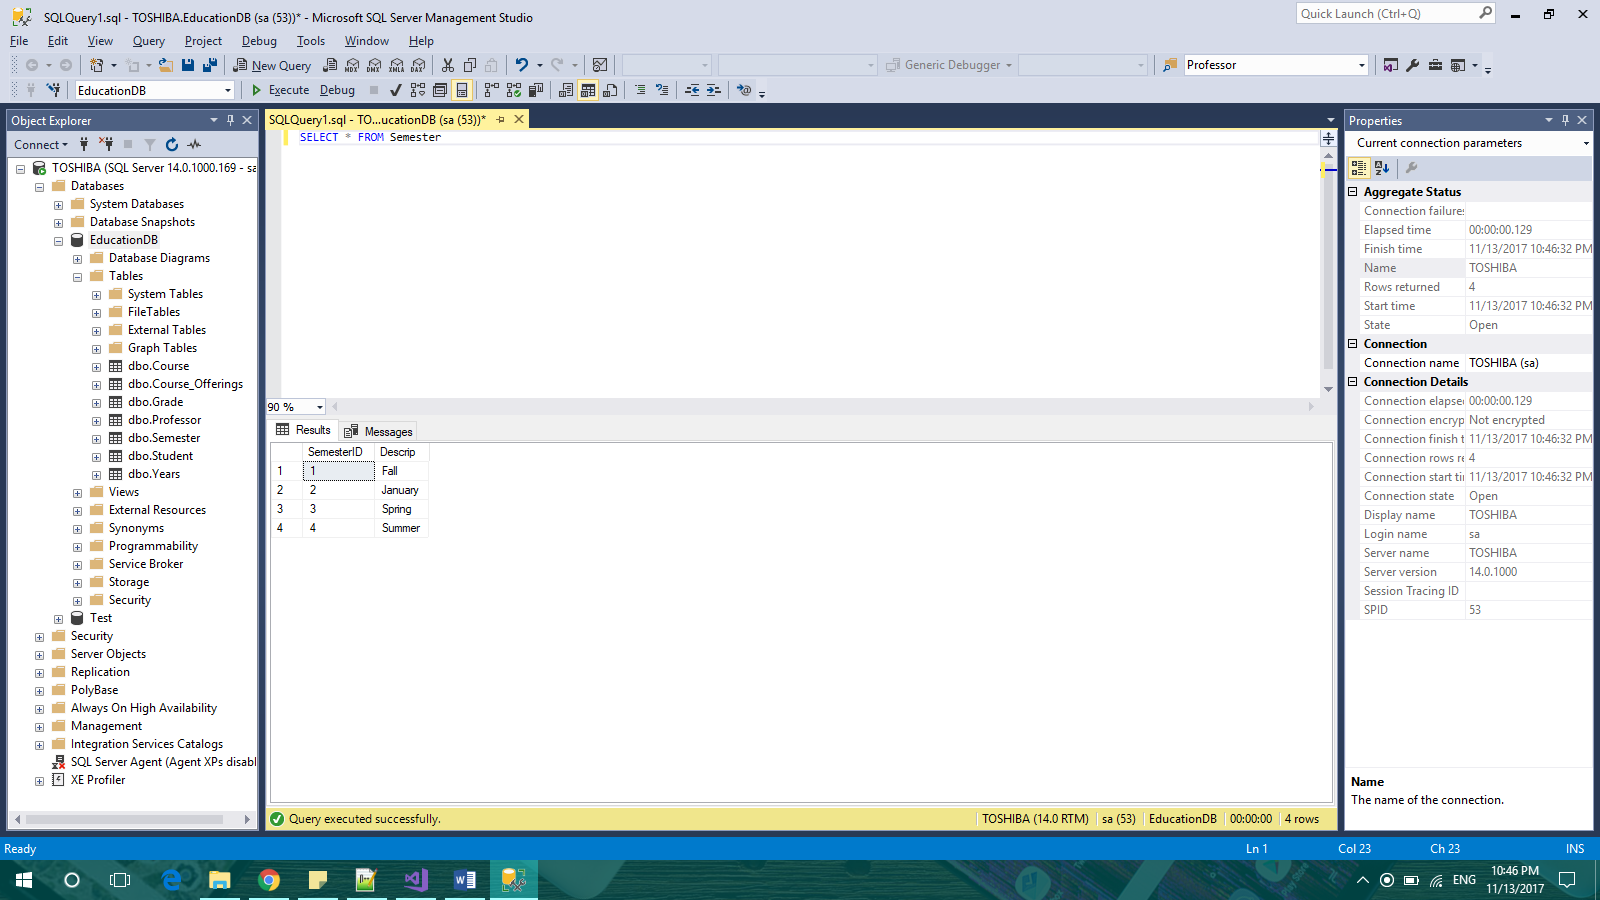 SQLQuery1.sql - TOSHIBA.EducationDB (sa (53))* - Microsoft SQL Server Management Studio
Quick Launch (Ctrl+Q)
File Edit View Query Project Debug Tools Window Help
New Query MDX DMX XMLA DAX Generic Debugger Professor
EducationDB Execute Debug
Object Explorer
Connect
TOSHIBA (SQL Server 14.0.1000.169 - sa
Databases
System Databases
Database Snapshots
EducationDB
Database Diagrams
Tables
System Tables
FileTables
External Tables
Graph Tables
dbo.Course
dbo.Course_Offerings
dbo.Grade
dbo.Professor
dbo.Semester
dbo.Student
dbo.Years
Views
External Resources
Synonyms
Programmability
Service Broker
Storage
Security
Test
Security
Server Objects
Replication
PolyBase
Always On High Availability
Management
Integration Services Catalogs
SQL Server Agent (Agent XPs disabl
XE Profiler
SQLQuery1.sql - TO...ucationDB (sa (53))*
SELECT * FROM Semester
90 %
Results Messages
SemesterID Descrip
1 1 Fall
2 2 January
3 3 Spring
4 4 Summer
Query executed successfully. TOSHIBA (14.0 RTM) sa (53) EducationDB 00:00:00 4 rows
Properties
Current connection parameters
Aggregate Status
Connection failures
Elapsed time 00:00:00.129
Finish time 11/13/2017 10:46:32 PM
Name TOSHIBA
Rows returned 4
Start time 11/13/2017 10:46:32 PM
State Open
Connection
Connection name TOSHIBA (sa)
Connection Details
Connection elapse 00:00:00.129
Connection encryp Not encrypted
Connection finish t 11/13/2017 10:46:32 PM
Connection rows re 4
Connection start ti 11/13/2017 10:46:32 PM
Connection state Open
Display name TOSHIBA
Login name sa
Server name TOSHIBA
Server version 14.0.1000
Session Tracing ID
SPID 53
Name
The name of the connection.
Ready Ln 1 Col 23 Ch 23 INS
ENG 10:46 PM
11/13/2017